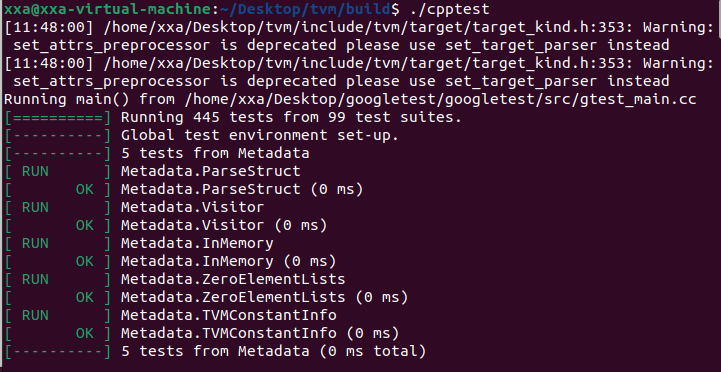 xxa@xxa-virtual-machine:~/Desktop/tvm/build$ ./cpptest
[11:48:00] /home/xxa/Desktop/tvm/include/tvm/target/target_kind.h:353: Warning:
 set_attrs_preprocessor is deprecated please use set_target_parser instead
[11:48:00] /home/xxa/Desktop/tvm/include/tvm/target/target_kind.h:353: Warning:
 set_attrs_preprocessor is deprecated please use set_target_parser instead
Running main() from /home/xxa/Desktop/googletest/googletest/src/gtest_main.cc
[==========] Running 445 tests from 99 test suites.
[----------] Global test environment set-up.
[----------] 5 tests from Metadata
[ RUN      ] Metadata.ParseStruct
[       OK ] Metadata.ParseStruct (0 ms)
[ RUN      ] Metadata.Visitor
[       OK ] Metadata.Visitor (0 ms)
[ RUN      ] Metadata.InMemory
[       OK ] Metadata.InMemory (0 ms)
[ RUN      ] Metadata.ZeroElementLists
[       OK ] Metadata.ZeroElementLists (0 ms)
[ RUN      ] Metadata.TVMConstantInfo
[       OK ] Metadata.TVMConstantInfo (0 ms)
[----------] 5 tests from Metadata (0 ms total)